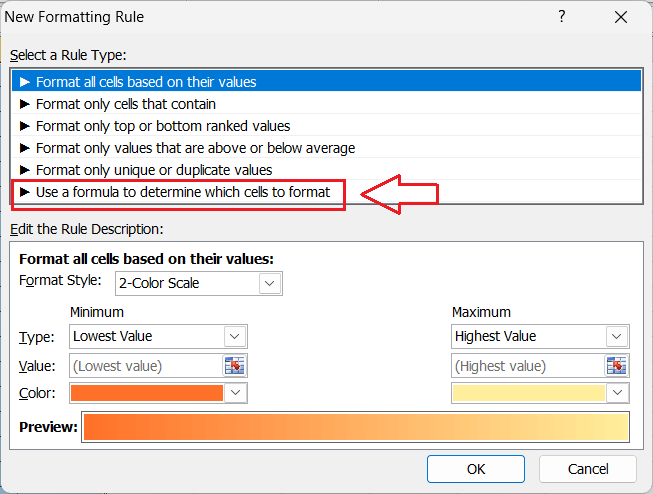 New Formatting Rule ?
Select a Rule Type:
► Format all cells based on their values
► Format only cells that contain
► Format only top or bottom ranked values
► Format only values that are above or below average
► Format only unique or duplicate values
► Use a formula to determine which cells to format
Edit the Rule Description:
Format all cells based on their values:
Format Style: 2-Color Scale
Minimum Maximum
Type: Lowest Value Highest Value
Value: (Lowest value) (Highest value)
Color:
Preview:
OK Cancel